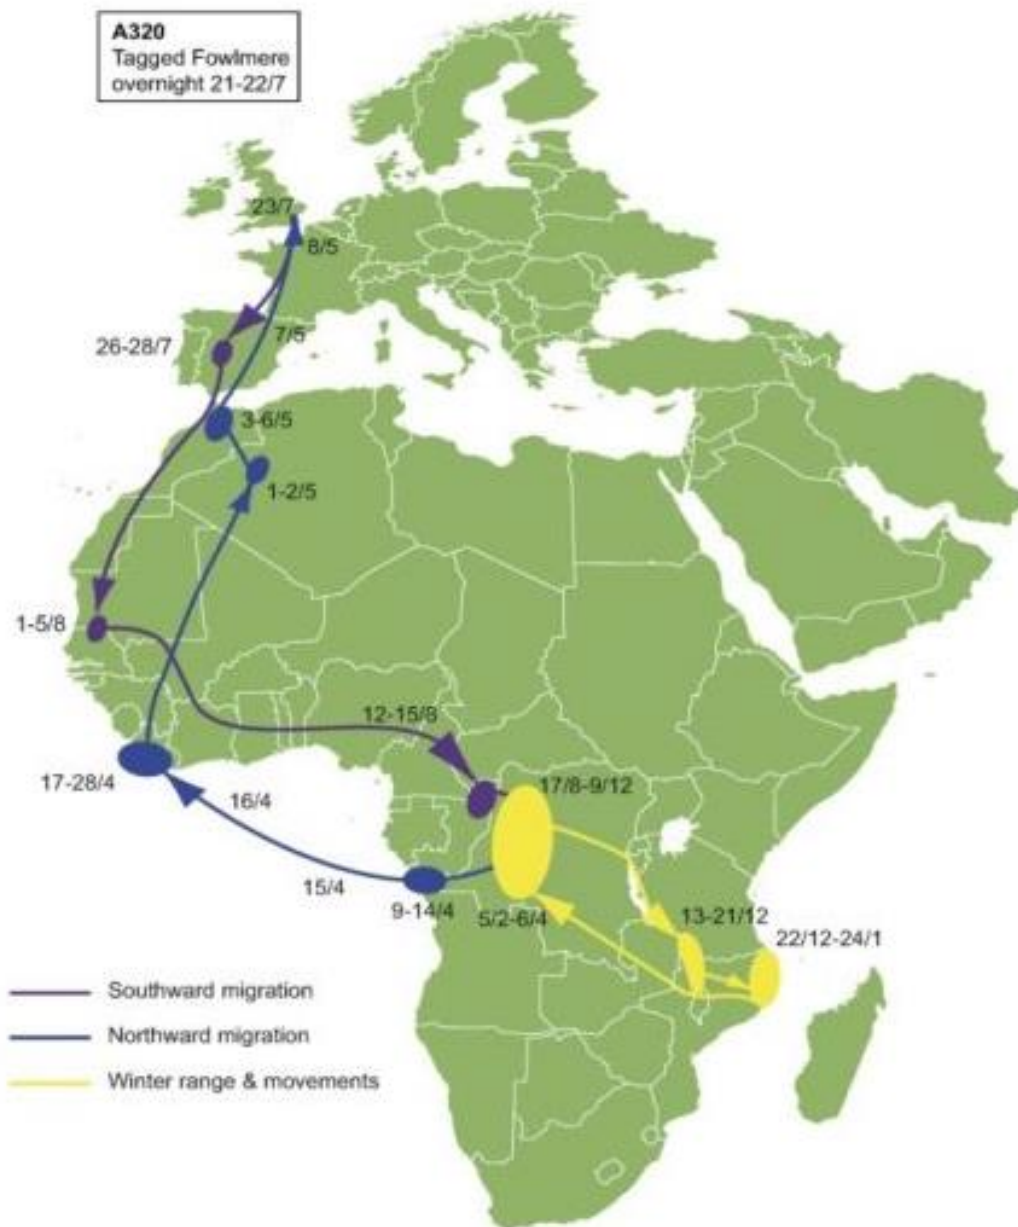 A320
Tagged Fowlmere
overnight 21-22/7
23/7
8/5
26-28/7
7/5
3-6/5
1-2/5
1-5/8
12-15/8
17-28/4
16/4
17/8-9/12
15/4
9-14/4
5/2-6/4
13-21/12
22/12-24/1
Southward migration
Northward migration
Winter range & movements